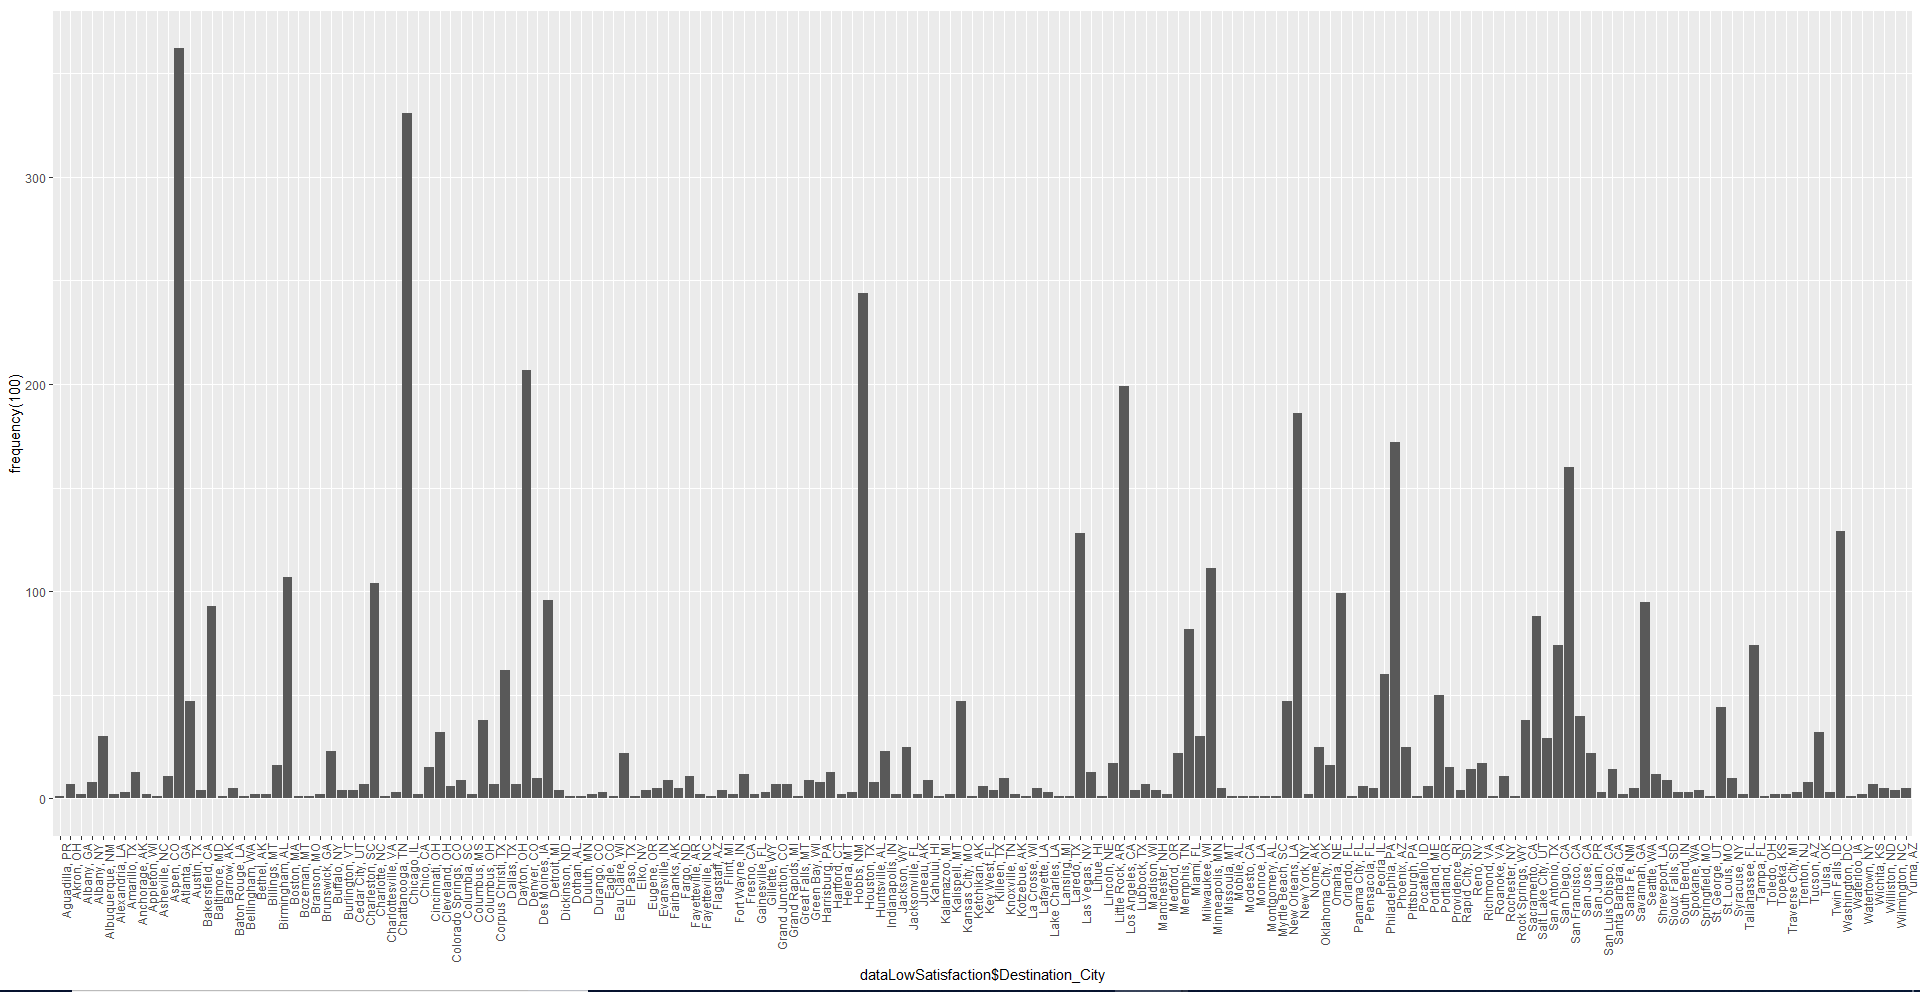 300
200
100
0
frequency(100)
Aguadilla, PR
Akron, OH
Albany, GA
Albany, NY
Albuquerque, NM
Alexandria, LA
Amarillo, TX
Anchorage, AK
Appleton, WI
Asheville, NC
Aspen, CO
Atlanta, GA
Austin, TX
Bakersfield, CA
Baltimore, MD
Barrow, AK
Baton Rouge, LA
Bellingham, WA
Bethel, AK
Billings, MT
Birmingham, AL
Boston, MA
Bozeman, MT
Branson, MO
Brunswick, GA
Buffalo, NY
Burlington, VT
Cedar City, UT
Charleston, SC
Charlotte, NC
Charlottesville, VA
Chattanooga, TN
Chicago, IL
Chico, CA
Cincinnati, OH
Cleveland, OH
Colorado Springs, CO
Columbia, SC
Columbus, MS
Columbus, OH
Corpus Christi, TX
Dallas, TX
Dayton, OH
Denver, CO
Des Moines, IA
Detroit, MI
Dickinson, ND
Dothan, AL
Duluth, MN
Durango, CO
Eagle, CO
Eau Claire, WI
El Paso, TX
Elko, NV
Eugene, OR
Evansville, IN
Fairbanks, AK
Fargo, ND
Fayetteville, AR
Fayetteville, NC
Flagstaff, AZ
Flint, MI
Fort Wayne, IN
Fresno, CA
Gainesville, FL
Gillette, WY
Grand Junction, CO
Grand Rapids, MI
Great Falls, MT
Green Bay, WI
Harrisburg, PA
Hartford, CT
Helena, MT
Hobbs, NM
Houston, TX
Huntsville, AL
Indianapolis, IN
Jackson, WY
Jacksonville, FL
Juneau, AK
Kahului, HI
Kalamazoo, MI
Kalispell, MT
Kansas City, MO
Ketchikan, AK
Key West, FL
Killeen, TX
Knoxville, TN
Kotzebue, AK
La Crosse, WI
Lafayette, LA
Lake Charles, LA
Lansing, MI
Laredo, TX
Las Vegas, NV
Lihue, HI
Lincoln, NE
Little Rock, AR
Los Angeles, CA
Lubbock, TX
Madison, WI
Manchester, NH
Medford, OR
Memphis, TN
Miami, FL
Milwaukee, WI
Minneapolis, MN
Missoula, MT
Mobile, AL
Modesto, CA
Monroe, LA
Montgomery, AL
Myrtle Beach, SC
New Orleans, LA
New York, NY
Nome, AK
Oklahoma City, OK
Omaha, NE
Orlando, FL
Panama City, FL
Pensacola, FL
Peoria, IL
Philadelphia, PA
Phoenix, AZ
Pittsburgh, PA
Pocatello, ID
Portland, ME
Portland, OR
Providence, RI
Rapid City, SD
Reno, NV
Richmond, VA
Roanoke, VA
Rochester, NY
Rock Springs, WY
Sacramento, CA
Salt Lake City, UT
San Antonio, TX
San Diego, CA
San Francisco, CA
San Jose, CA
San Juan, PR
San Luis Obispo, CA
Santa Barbara, CA
Santa Fe, NM
Savannah, GA
Seattle, WA
Shreveport, LA
Sioux Falls, SD
South Bend, IN
Spokane, WA
Springfield, MO
St. George, UT
St. Louis, MO
Syracuse, NY
Tallahassee, FL
Tampa, FL
Toledo, OH
Topeka, KS
Traverse City, MI
Trenton, NJ
Tucson, AZ
Tulsa, OK
Twin Falls, ID
Washington, DC
Waterloo, IA
Watertown, NY
Wichita, KS
Williston, ND
Wilmington, NC
Yuma, AZ
dataLowSatisfaction$Destination_City